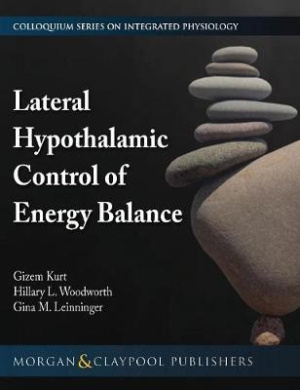 COLLOQUIUM SERIES ON INTEGRATED PHYSIOLOGY
Lateral
Hypothalamic
Control of
Energy Balance
Gizem Kurt
Hillary L. Woodworth
Gina M. Leinninger
MORGAN & CLAYPOOL PUBLISHERS